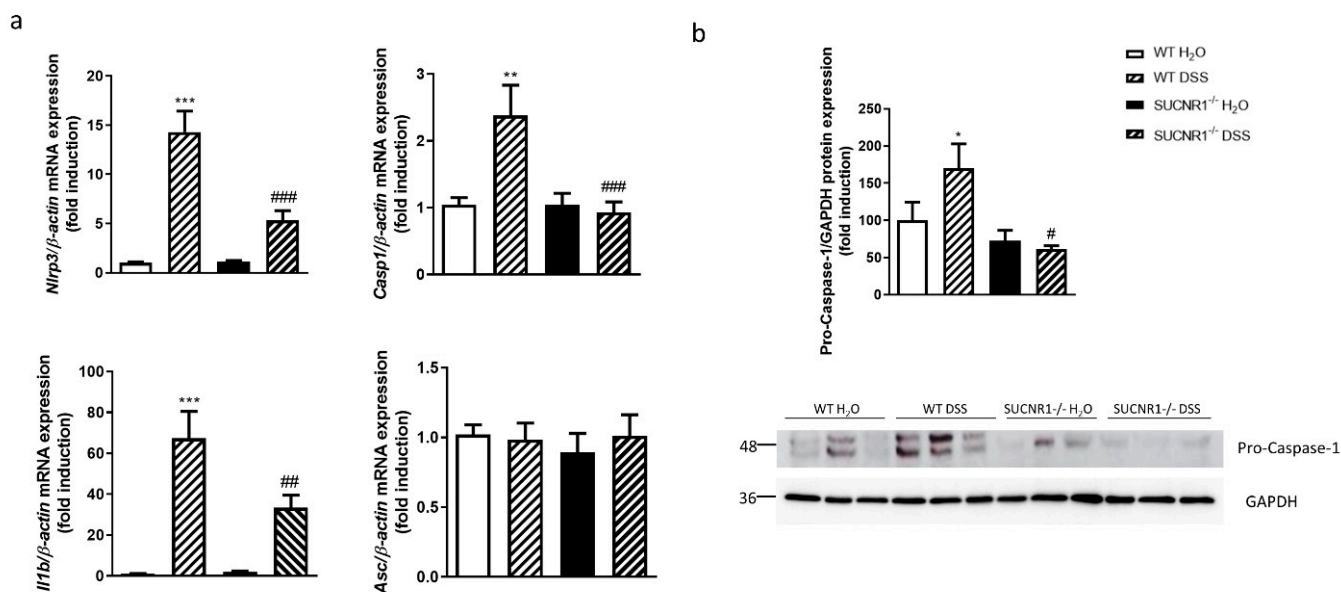 a
Nlrp3/β-actin mRNA expression
(fold induction)
20
15
10
5
0
***
###
Casp1/β-actin mRNA expression
(fold induction)
3
2
1
0
**
###
Il1b/β-actin mRNA expression
(fold induction)
100
80
60
40
20
0
***
##
Asc/β-actin mRNA expression
(fold induction)
1.5
1.0
0.5
0.0
b
WT H₂O
WT DSS
SUCNR1⁻/⁻ H₂O
SUCNR1⁻/⁻ DSS
Pro-Caspase-1/GAPDH protein expression
(fold induction)
250
200
150
100
50
0
*
#
WT H₂O WT DSS SUCNR1-/- H₂O SUCNR1-/- DSS
48 Pro-Caspase-1
36 GAPDH